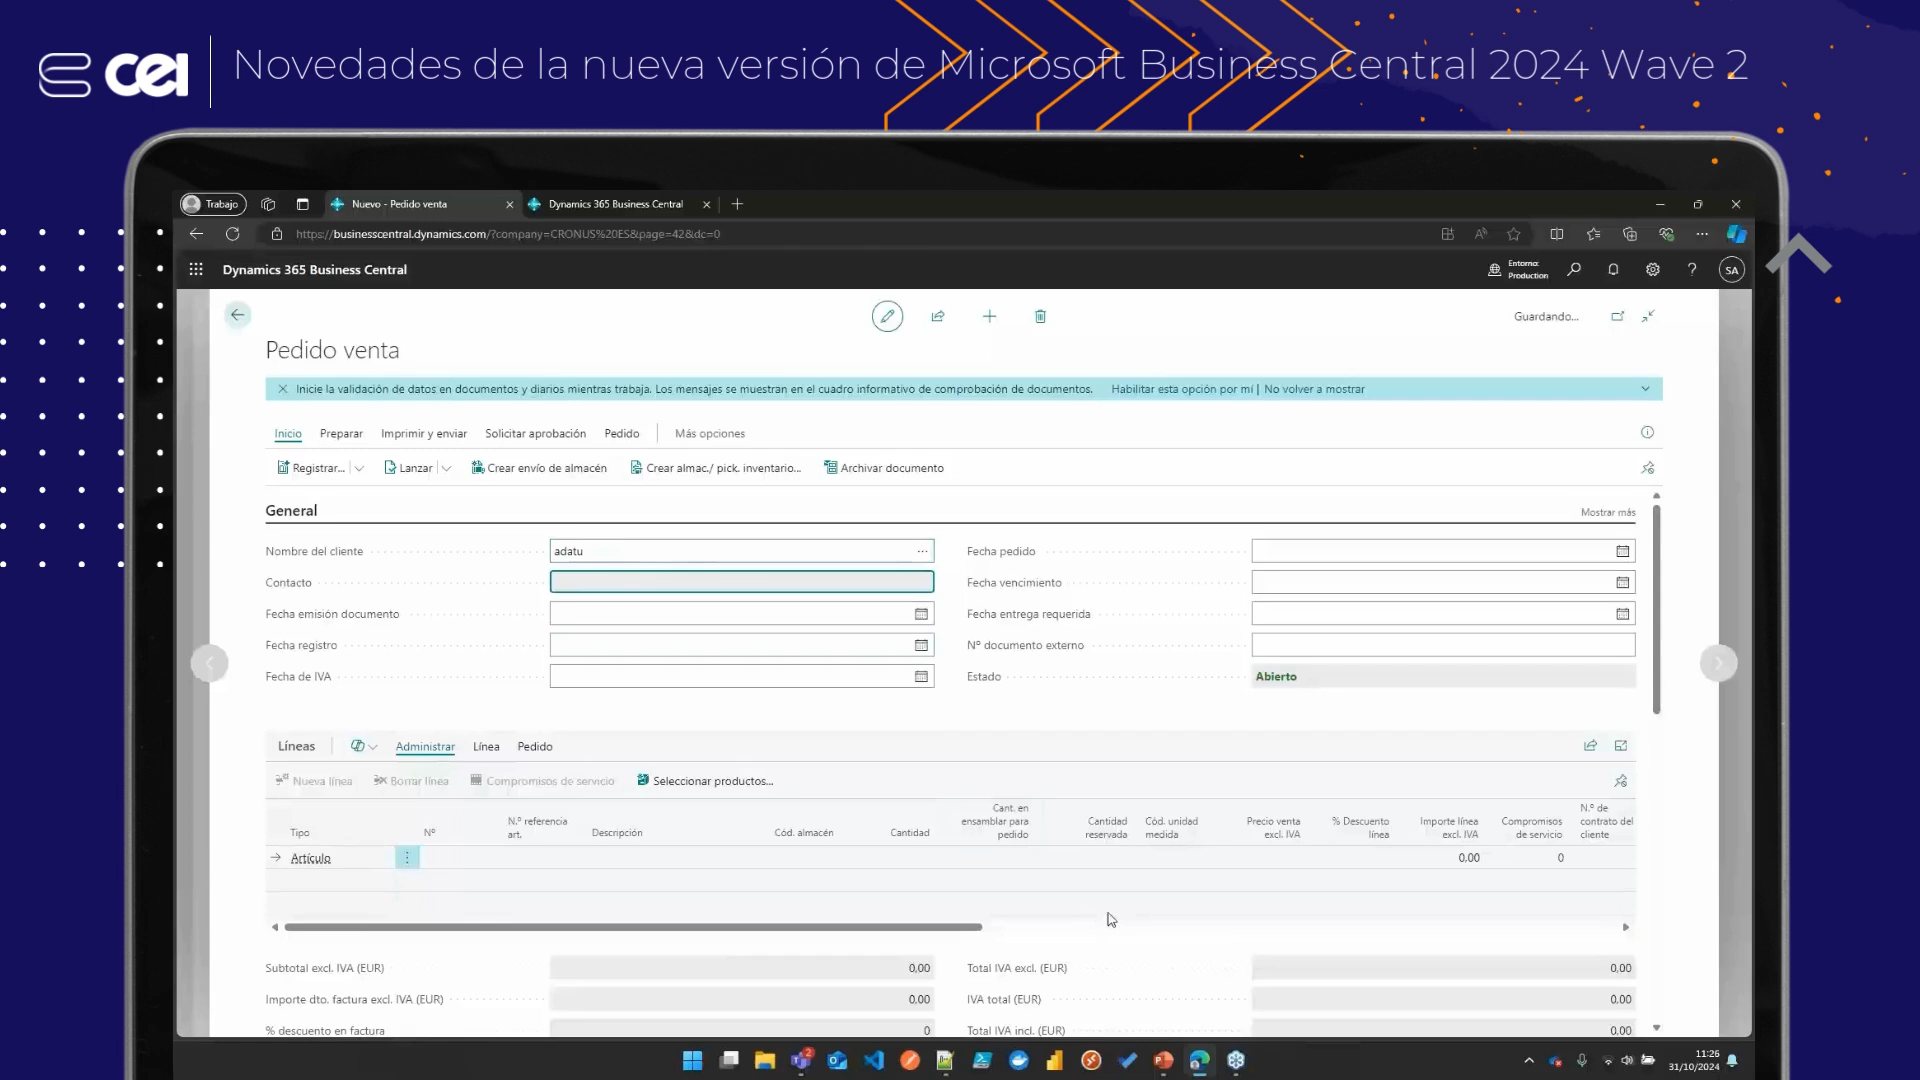 cei
Novedades de la nueva versión de Microsoft Business Central 2024 Wave 2
Trabajo
Nuevo - Pedido venta
Dynamics 365 Business Central
https://businesscentral.dynamics.com/?company=CRONUS%20ES&page=42&dc=0
Dynamics 365 Business Central
Entorno:
Production
SA
Guardando...
Pedido venta
Inicie la validación de datos en documentos y diarios mientras trabaja. Los mensajes se muestran en el cuadro informativo de comprobación de documentos. Habilitar esta opción por mí | No volver a mostrar
Inicio Preparar Imprimir y enviar Solicitar aprobación Pedido Más opciones
Registrar... Lanzar Crear envío de almacén Crear almac./ pick. inventario... Archivar documento
General
Mostrar más
Nombre del cliente adatu
Fecha pedido
Contacto
Fecha vencimiento
Fecha emisión documento
Fecha entrega requerida
Fecha registro
Nº documento externo
Fecha de IVA
Estado Abierto
Líneas Administrar Línea Pedido
Nueva línea Borrar línea Compromisos de servicio Seleccionar productos...
Tipo
Nº
N.º referencia art.
Descripción
Cód. almacén
Cantidad
Cant. en ensamblar para pedido
Cantidad reservada
Cód. unidad medida
Precio venta excl. IVA
% Descuento línea
Importe línea excl. IVA
Compromisos de servicio
N.º de contrato del cliente
Artículo 0,00 0
Subtotal excl. IVA (EUR) 0,00
Total IVA excl. (EUR) 0,00
Importe dto. factura excl. IVA (EUR) 0,00
IVA total (EUR) 0,00
% descuento en factura 0
Total IVA incl. (EUR) 0,00
2
11:26
31/10/2024